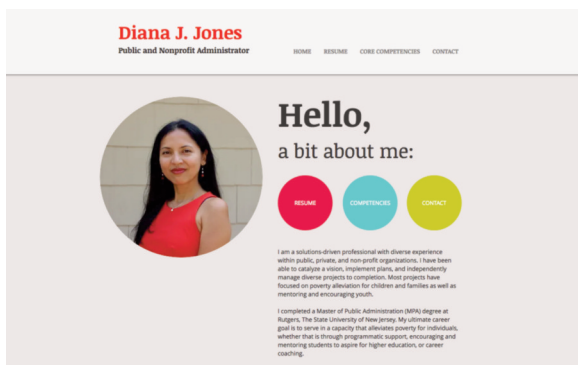 Diana J. Jones
Public and Nonprofit Administrator
HOME RESUME CORE COMPETENCIES CONTACT
Hello,
a bit about me:
RESUME COMPETENCIES CONTACT
I am a solutions-driven professional with diverse experience
within public, private, and non-profit organizations. I have been
able to catalyze a vision, implement plans, and independently
manage diverse projects to completion. Most projects have
focused on poverty alleviation for children and families as well as
mentoring and encouraging youth.
I completed a Master of Public Administration (MPA) degree at
Rutgers, The State University of New Jersey. My ultimate career
goal is to serve in a capacity that alleviates poverty for individuals,
whether that is through programmatic support, encouraging and
mentoring students to aspire for higher education, or career
coaching.